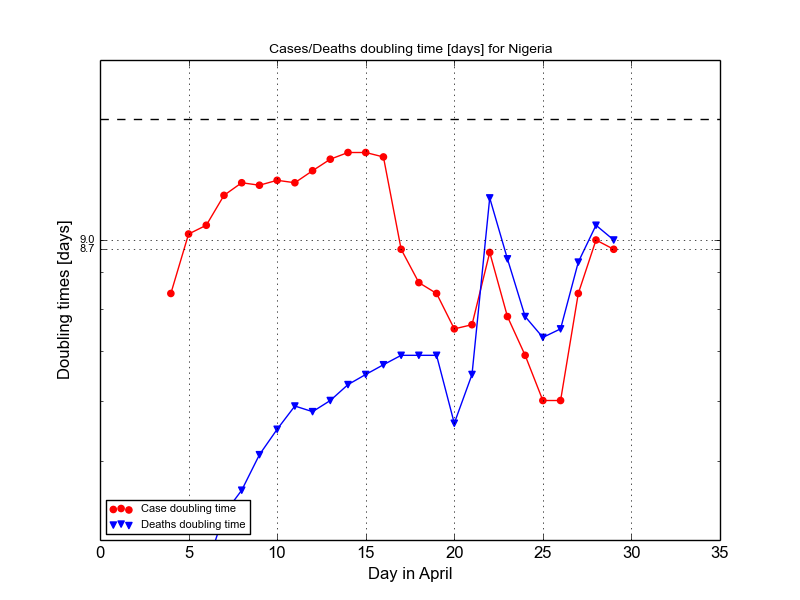 Cases/Deaths doubling time [days] for Nigeria
Doubling times [days]
9.0
8.7
Case doubling time
Deaths doubling time
0 5 10 15 20 25 30 35
Day in April